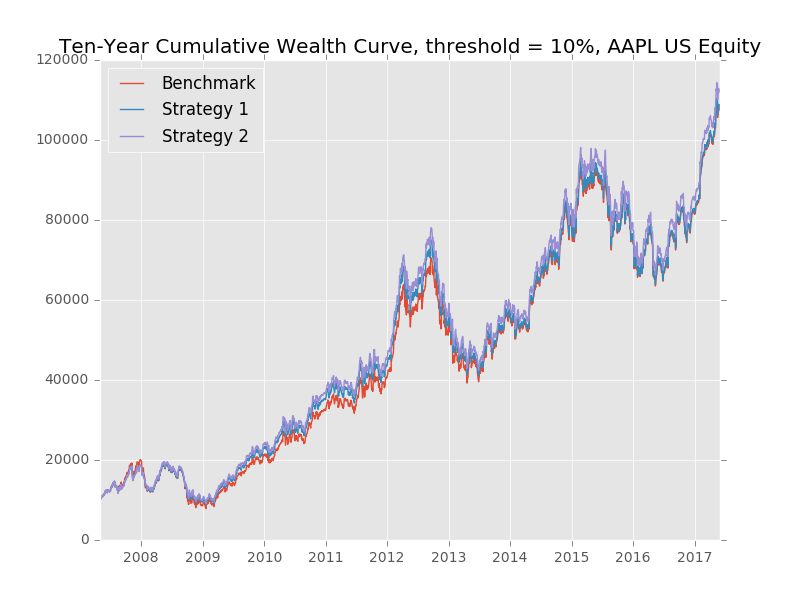 Ten-Year Cumulative Wealth Curve, threshold = 10%, AAPL US Equity
120000
100000
80000
60000
40000
20000
0
Benchmark
Strategy 1
Strategy 2
2008 2009 2010 2011 2012 2013 2014 2015 2016 2017